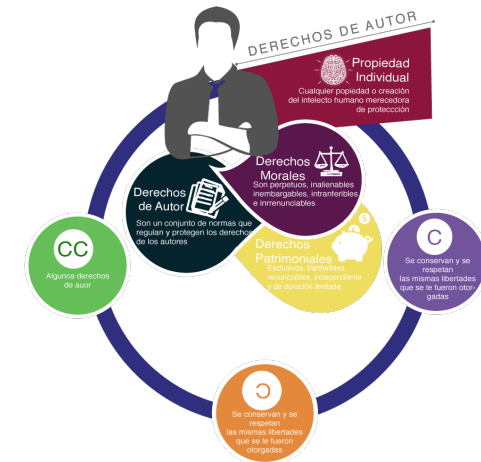 DERECHOS DE AUTOR
Propiedad
Individual
Cualquier popiedad o creación
del intelecto humano merecedora
de proteccción
Derechos
Morales
Son perpetuos, inalienables
inembargables, intranferibles
e inrrenunciables
Derechos
de Autor
Son un conjunto de normas que
regulan y protegen los derechos
de los autores
Derechos
Patrimoniales
Exclusivos, tranferibles,
renunciables, independiente
y de duración limitada
CC
Algunos derechos
de auor
C
Se conservan y se
respetan
las mismas libertades
que se le fueron otor-
gadas
Ɔ
Se conservan y se
respetan
las mismas libertades
que se le fueron
otorgadas